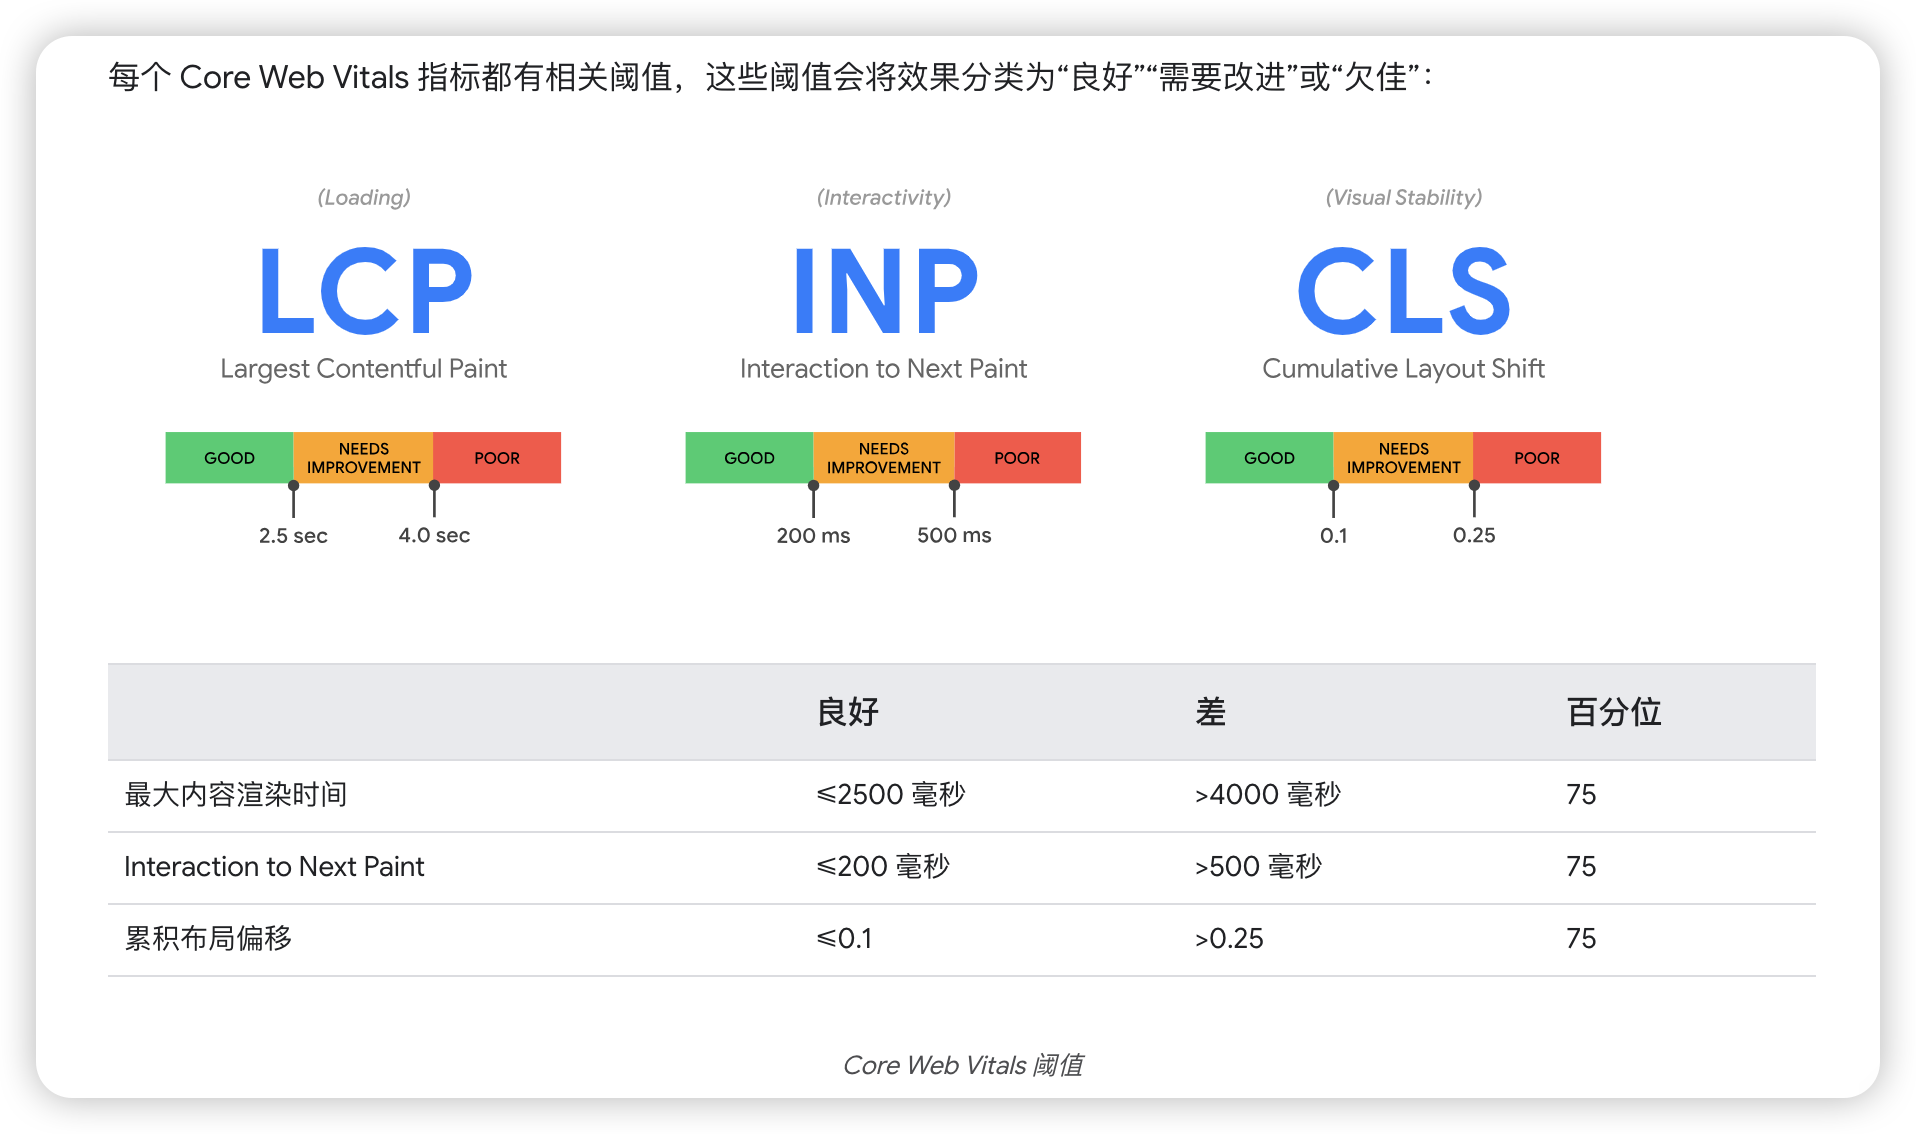 每个 Core Web Vitals 指标都有相关阈值，这些阈值会将效果分类为“良好”“需要改进”或“欠佳”：
(Loading)
LCP
Largest Contentful Paint
GOOD
NEEDS
IMPROVEMENT
POOR
2.5 sec
4.0 sec
(Interactivity)
INP
Interaction to Next Paint
GOOD
NEEDS
IMPROVEMENT
POOR
200 ms
500 ms
(Visual Stability)
CLS
Cumulative Layout Shift
GOOD
NEEDS
IMPROVEMENT
POOR
0.1
0.25
良好 差 百分位
最大内容渲染时间 ≤2500 毫秒 >4000 毫秒 75
Interaction to Next Paint ≤200 毫秒 >500 毫秒 75
累积布局偏移 ≤0.1 >0.25 75
Core Web Vitals 阈值